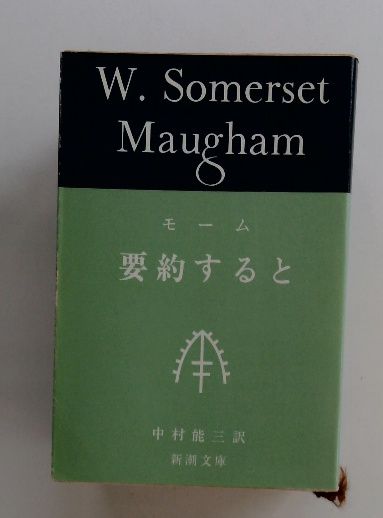 W. Somerset
Maugham
モーム
要約すると
中村能三訳
新潮文庫